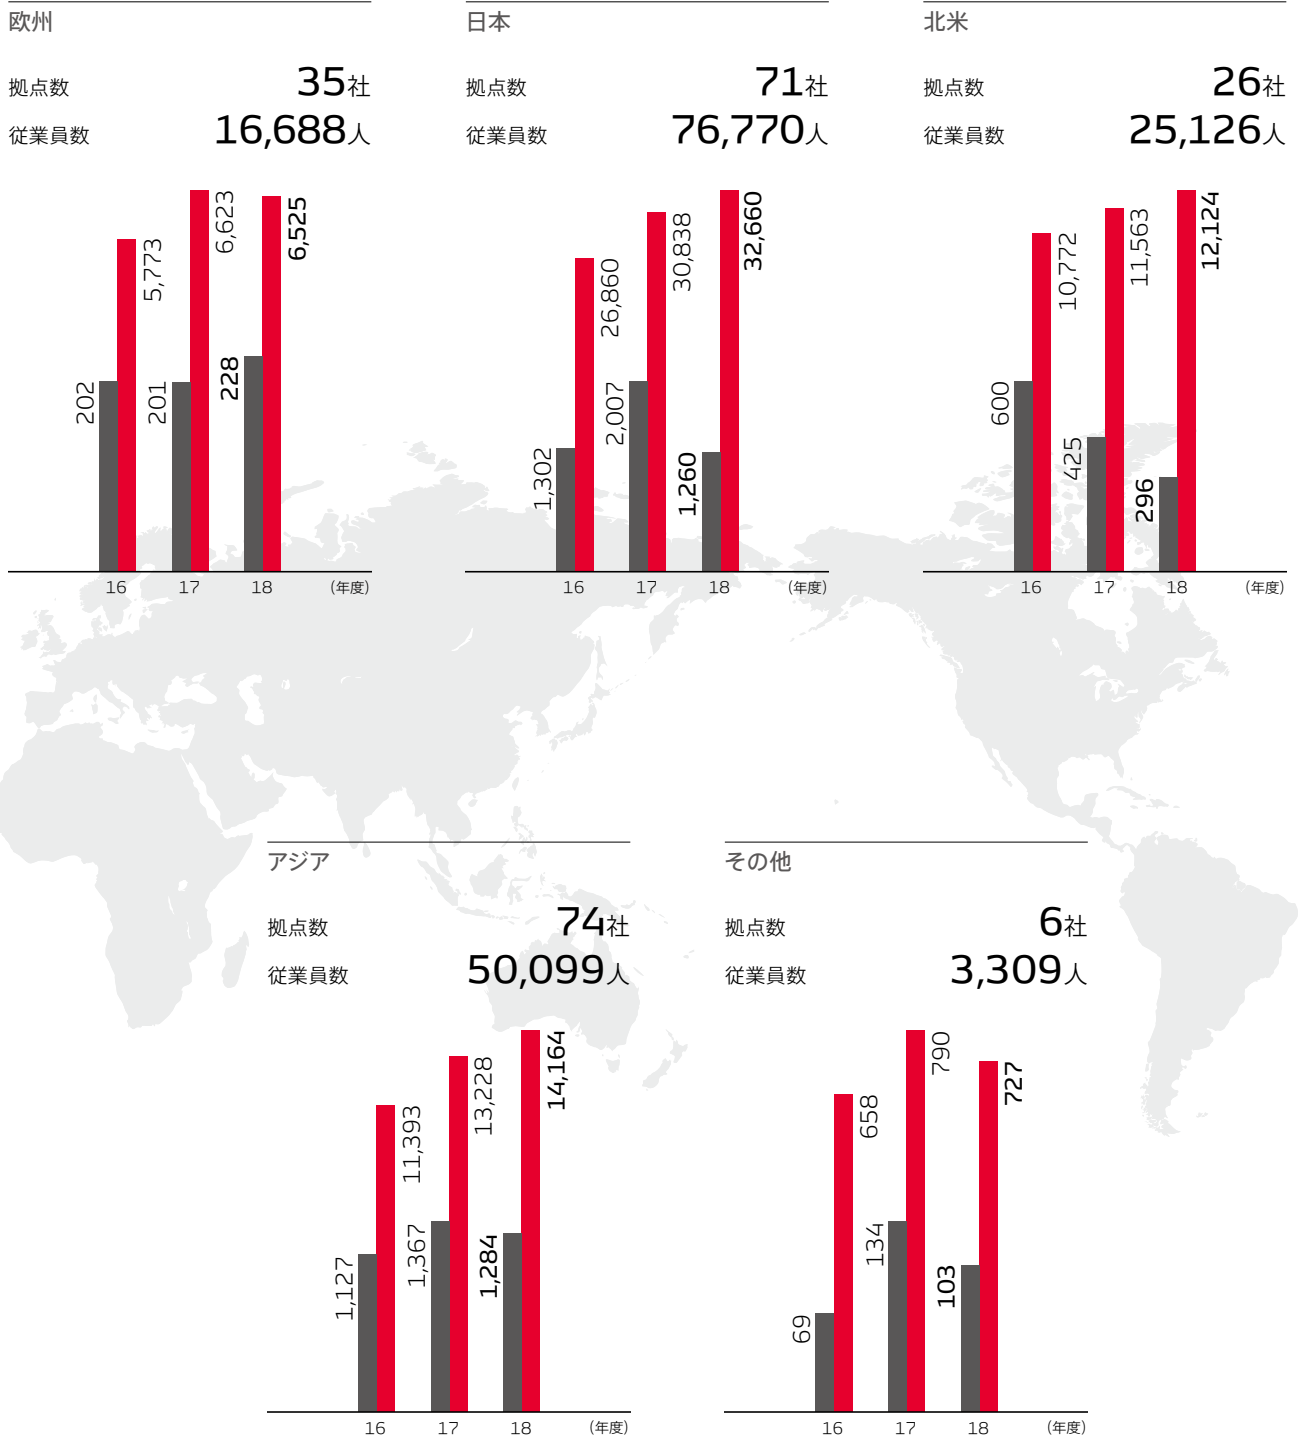 欧州
拠点数 35社
従業員数 16,688人
202
5,773
201
6,623
228
6,525
16 17 18 (年度)
日本
拠点数 71社
従業員数 76,770人
1,302
26,860
2,007
30,838
1,260
32,660
16 17 18 (年度)
北米
拠点数 26社
従業員数 25,126人
600
10,772
425
11,563
296
12,124
16 17 18 (年度)
アジア
拠点数 74社
従業員数 50,099人
1,127
11,393
1,367
13,228
1,284
14,164
16 17 18 (年度)
その他
拠点数 6社
従業員数 3,309人
69
658
134
790
103
727
16 17 18 (年度)